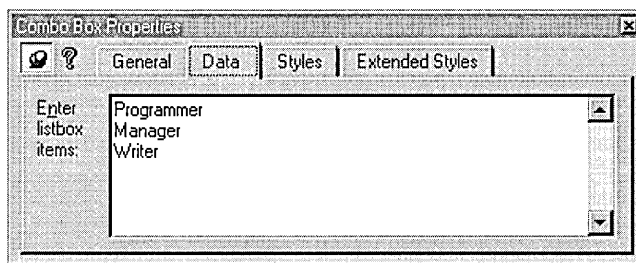 Combo Box Properties
? General Data Styles Extended Styles
Enter Programmer
listbox Manager
items: Writer